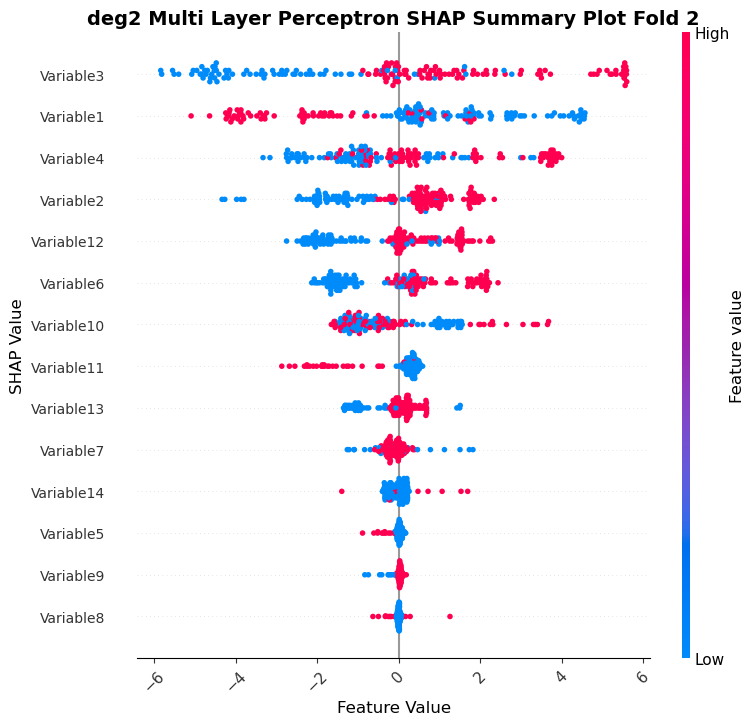 deg2 Multi Layer Perceptron SHAP Summary Plot Fold 2
High
Variable3
Variable1
Variable4
Variable2
Variable12
Variable6
Variable10
Variable11
Variable13
Variable7
Variable14
Variable5
Variable9
Variable8
SHAP Value
Feature value
Low
−6 −4 −2 0 2 4 6
Feature Value